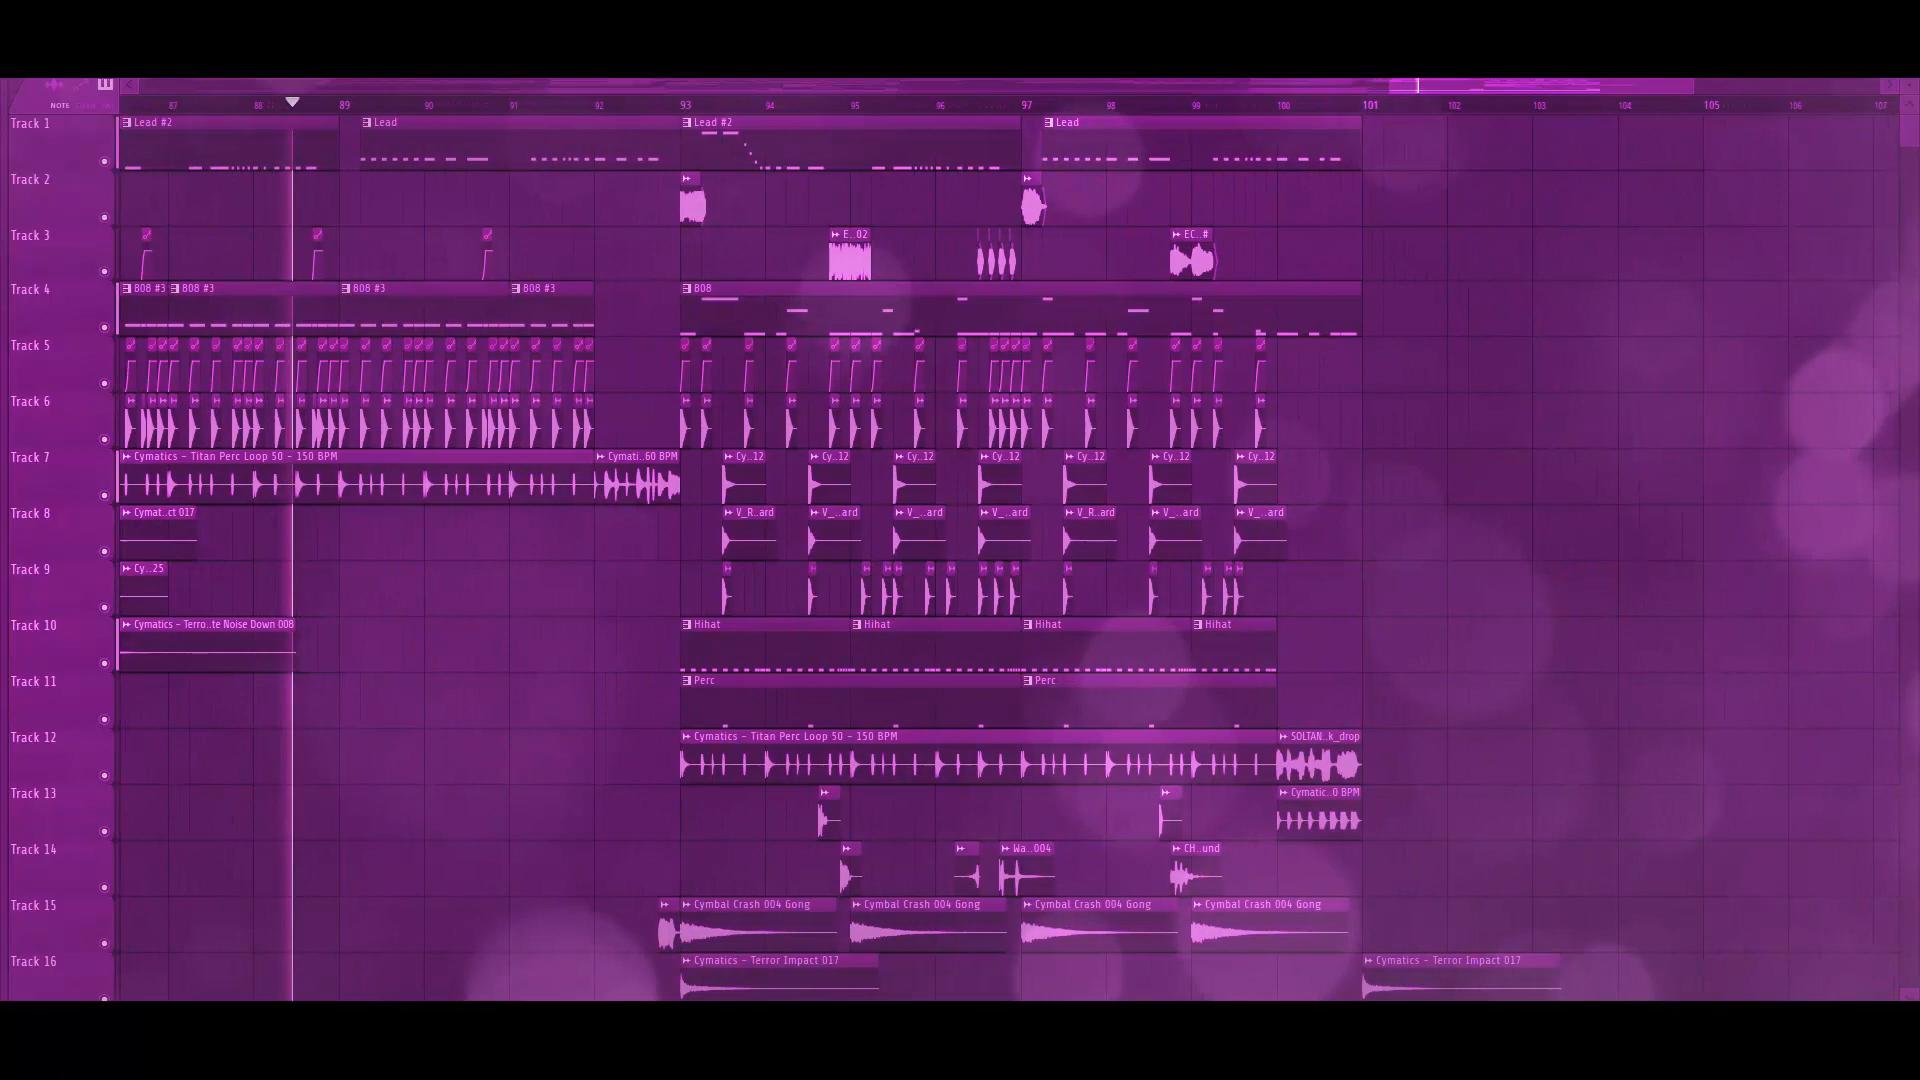 NOTE
87 88 89 90 91 92 93 94 95 96 97 98 99 100 101 102 103 104 105 106 107
Track 1 Lead #2 Lead Lead #2 Lead
Track 2
Track 3 E..02 EC..#
Track 4 808 #3 808 #3 808 #3 808 #3 808
Track 5
Track 6
Track 7 Cymatics - Titan Perc Loop 50 - 150 BPM Cymati..60 BPM Cy..12 Cy..12 Cy..12 Cy..12 Cy..12 Cy..12 Cy..12
Track 8 Cymat..ct 017 V_R..ard V_..ard V_..ard V_..ard V_R..ard V_..ard V_..ard
Track 9 Cy..25
Track 10 Cymatics - Terro..te Noise Down 008 Hihat Hihat Hihat Hihat
Track 11 Perc Perc
Track 12 Cymatics - Titan Perc Loop 50 - 150 BPM SOLTAN..k_drop
Track 13 Cymatic..0 BPM
Track 14 Wa..004 CH..und
Track 15 Cymbal Crash 004 Gong Cymbal Crash 004 Gong Cymbal Crash 004 Gong Cymbal Crash 004 Gong
Track 16 Cymatics - Terror Impact 017 Cymatics - Terror Impact 017